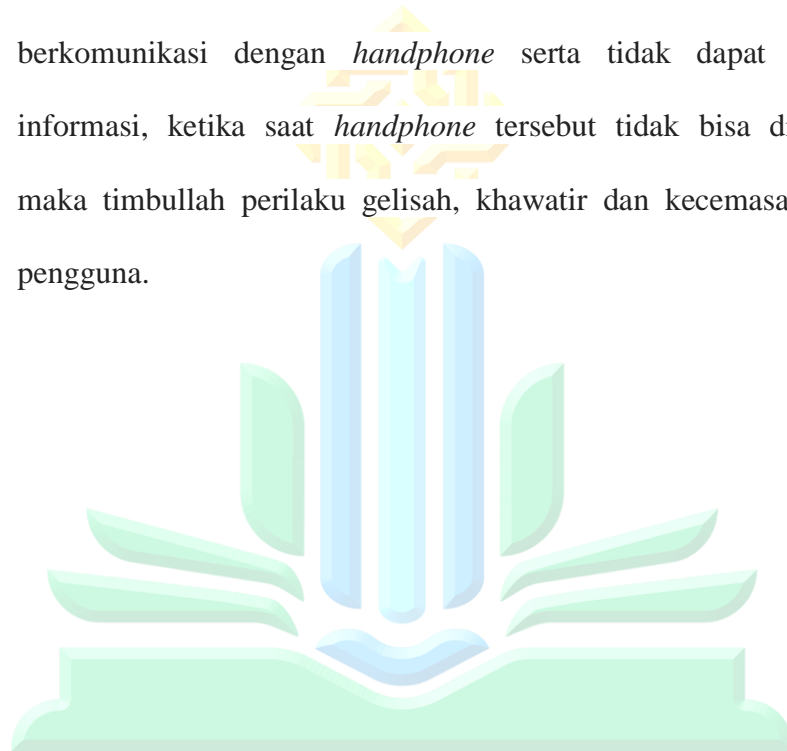 berkomunikasi dengan handphone serta tidak dapat
informasi, ketika saat handphone tersebut tidak bisa
maka timbullah perilaku gelisah, khawatir dan
pengguna.